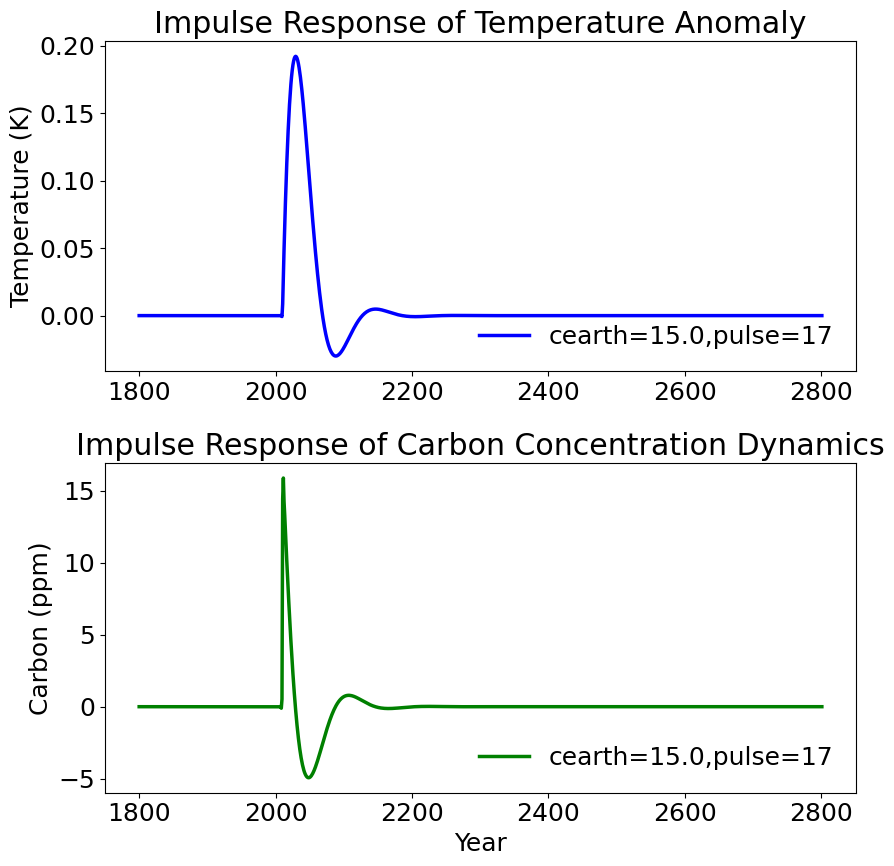 Impulse Response of Temperature Anomaly
Temperature (K)
0.20
0.15
0.10
0.05
0.00
cearth=15.0,pulse=17
1800 2000 2200 2400 2600 2800
Impulse Response of Carbon Concentration Dynamics
Carbon (ppm)
15
10
5
0
−5
cearth=15.0,pulse=17
1800 2000 2200 2400 2600 2800
Year